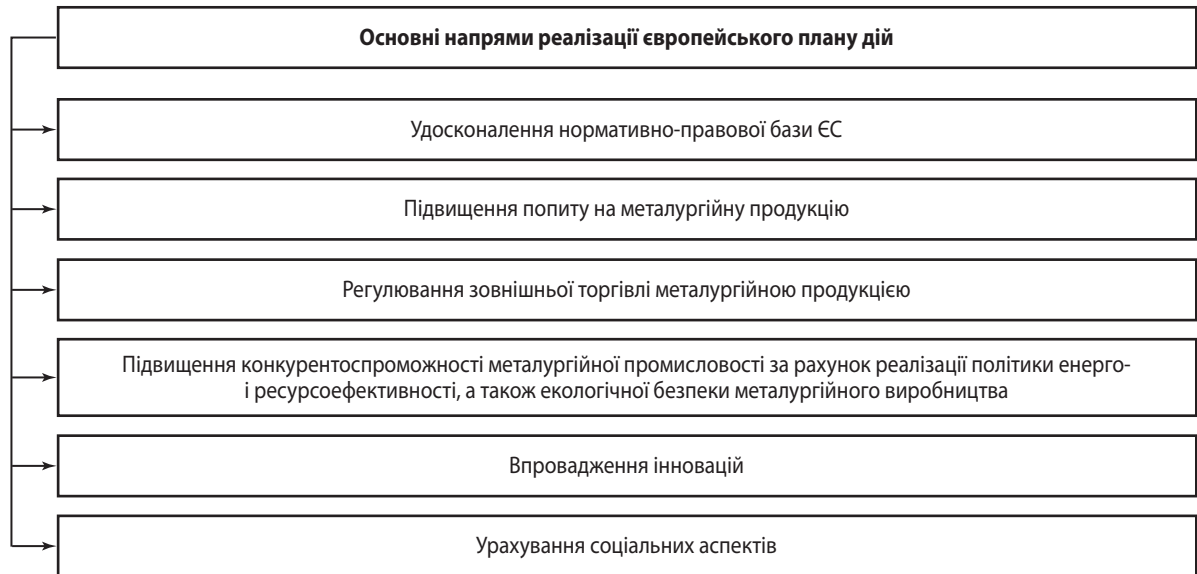 Основні напрями реалізації європейського плану дій
Удосконалення нормативно-правової бази ЄС
Підвищення попиту на металургійну продукцію
Регулювання зовнішньої торгівлі металургійною продукцією
Підвищення конкурентоспроможності металургійної промисловості за рахунок реалізації політики енерго-
і ресурсоефективності, а також екологічної безпеки металургійного виробництва
Впровадження інновацій
Урахування соціальних аспектів